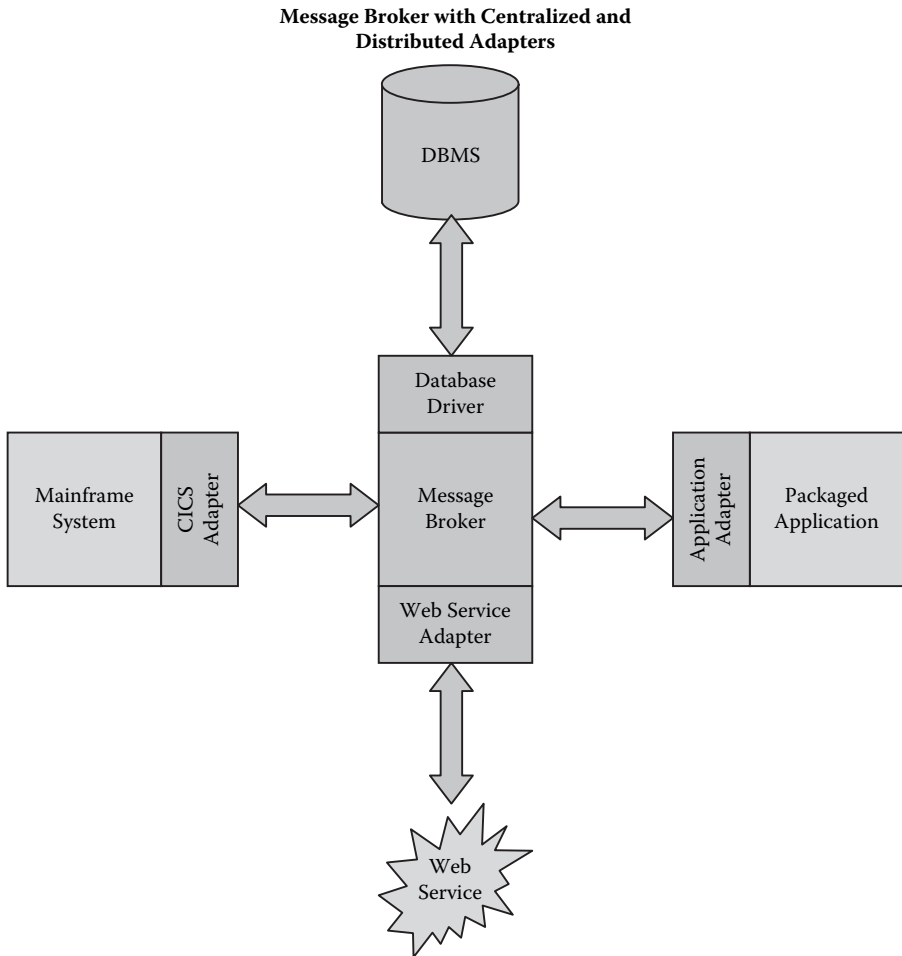 Message Broker with Centralized and
Distributed Adapters
DBMS
Database
Driver
Mainframe
System
CICS
Adapter
Message
Broker
Application
Adapter
Packaged
Application
Web Service
Adapter
Web
Service